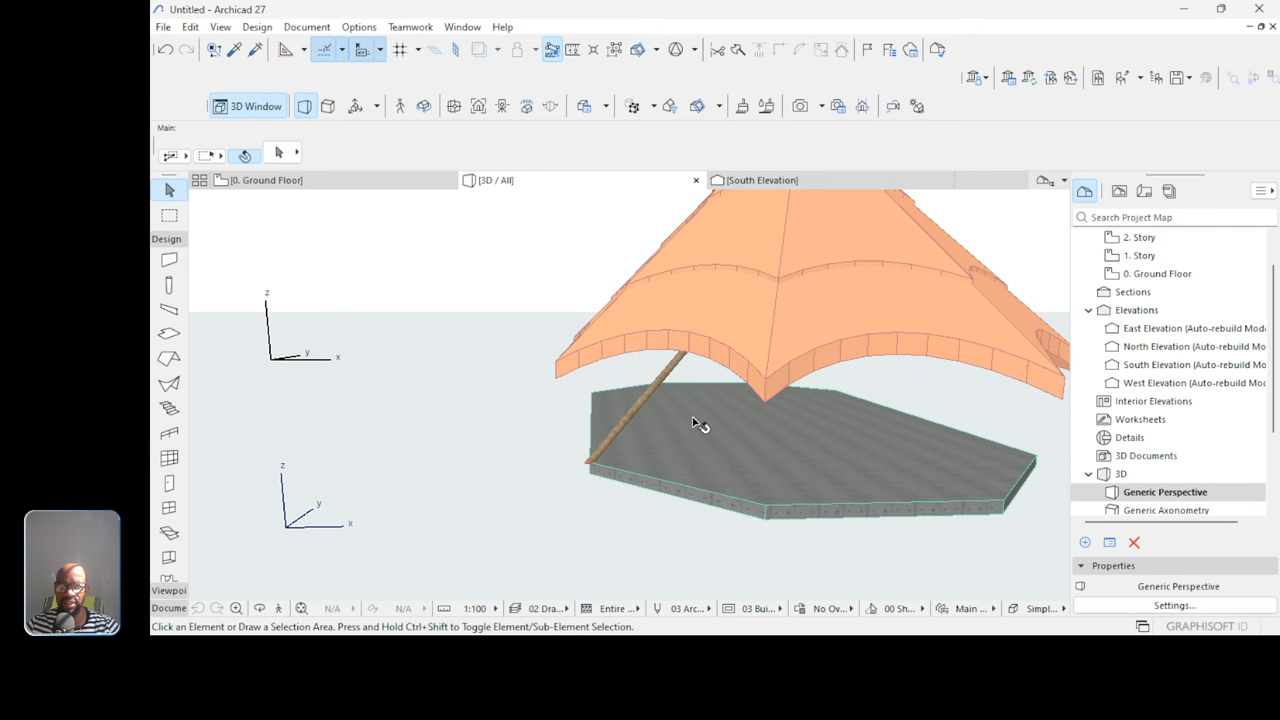 Untitled - Archicad 27
File Edit View Design Document Options Teamwork Window Help
3D Window
Main:
[0. Ground Floor]
[3D / All]
[South Elevation]
Search Project Map
Design
2. Story
1. Story
0. Ground Floor
Sections
Elevations
East Elevation (Auto-rebuild Mod
North Elevation (Auto-rebuild M
South Elevation (Auto-rebuild Mo
West Elevation (Auto-rebuild Mo
Interior Elevations
Worksheets
Details
3D Documents
3D
Generic Perspective
Generic Axonometry
z
y
x
z
y
x
Properties
Generic Perspective
Settings...
Viewpoi
Docume
N/A
N/A
1:100
02 Dra...
Entire ...
03 Arc...
03 Bui...
No Ov...
00 Sh...
Main ...
Simpl...
Click an Element or Draw a Selection Area. Press and Hold Ctrl+Shift to Toggle Element/Sub-Element Selection.
GRAPHISOFT ID